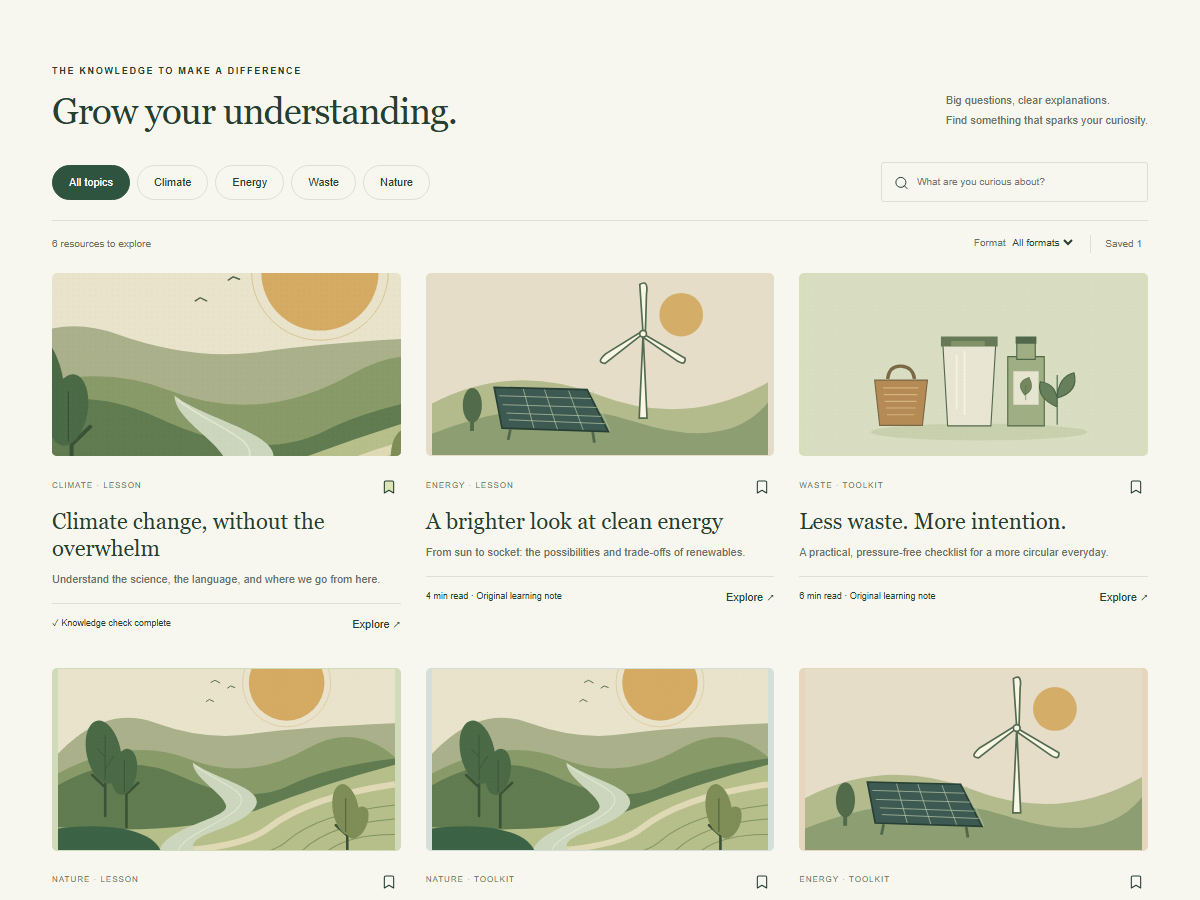 THE KNOWLEDGE TO MAKE A DIFFERENCE
Grow your understanding.
Big questions, clear explanations.
Find something that sparks your curiosity.
All topics
Climate
Energy
Waste
Nature
What are you curious about?
6 resources to explore
Format All formats
Saved 1
CLIMATE · LESSON
Climate change, without the
overwhelm
Understand the science, the language, and where we go from here.
✓ Knowledge check complete
Explore ↗
ENERGY · LESSON
A brighter look at clean energy
From sun to socket: the possibilities and trade-offs of renewables.
4 min read · Original learning note
Explore ↗
WASTE · TOOLKIT
Less waste. More intention.
A practical, pressure-free checklist for a more circular everyday.
6 min read · Original learning note
Explore ↗
NATURE · LESSON
NATURE · TOOLKIT
ENERGY · TOOLKIT